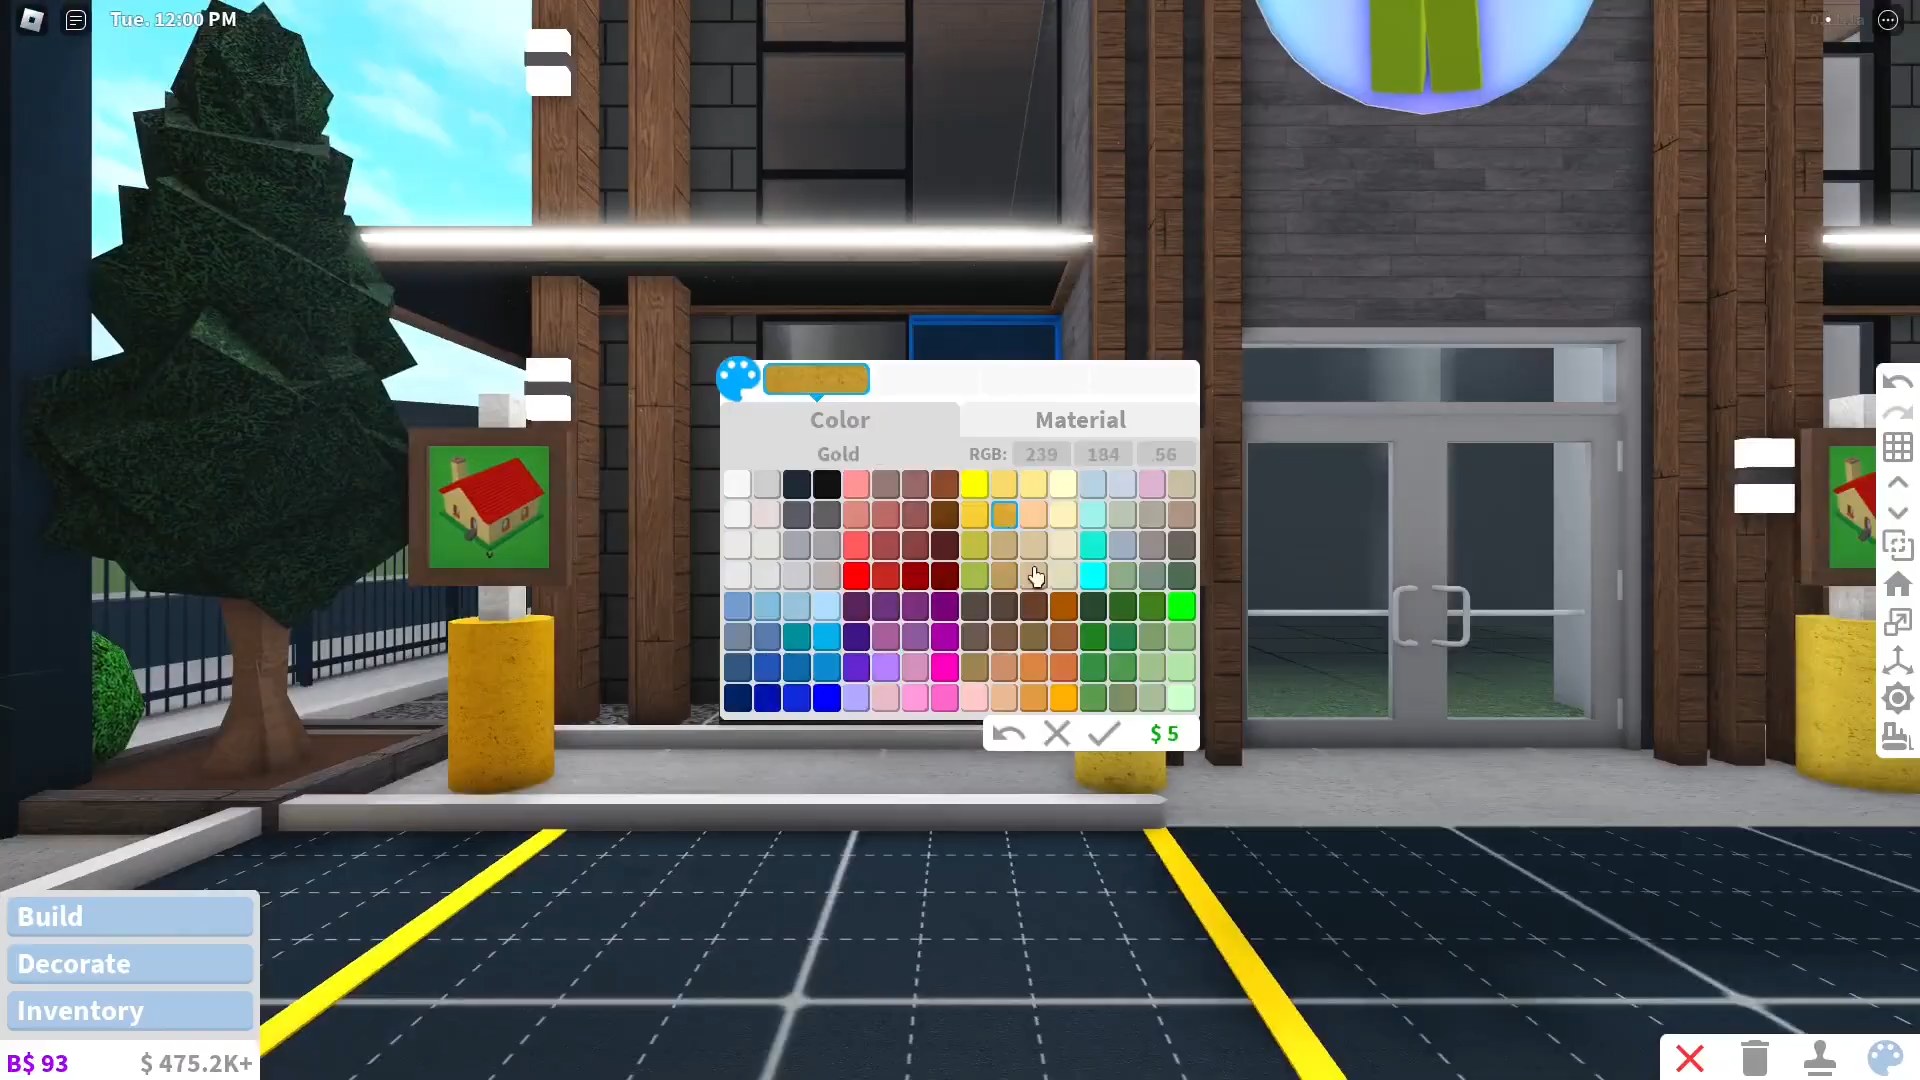 Tue. 12:00 PM
Color
Material
Gold
RGB: 239 184 56
$ 5
Build
Decorate
Inventory
B$ 93
$ 475.2K+